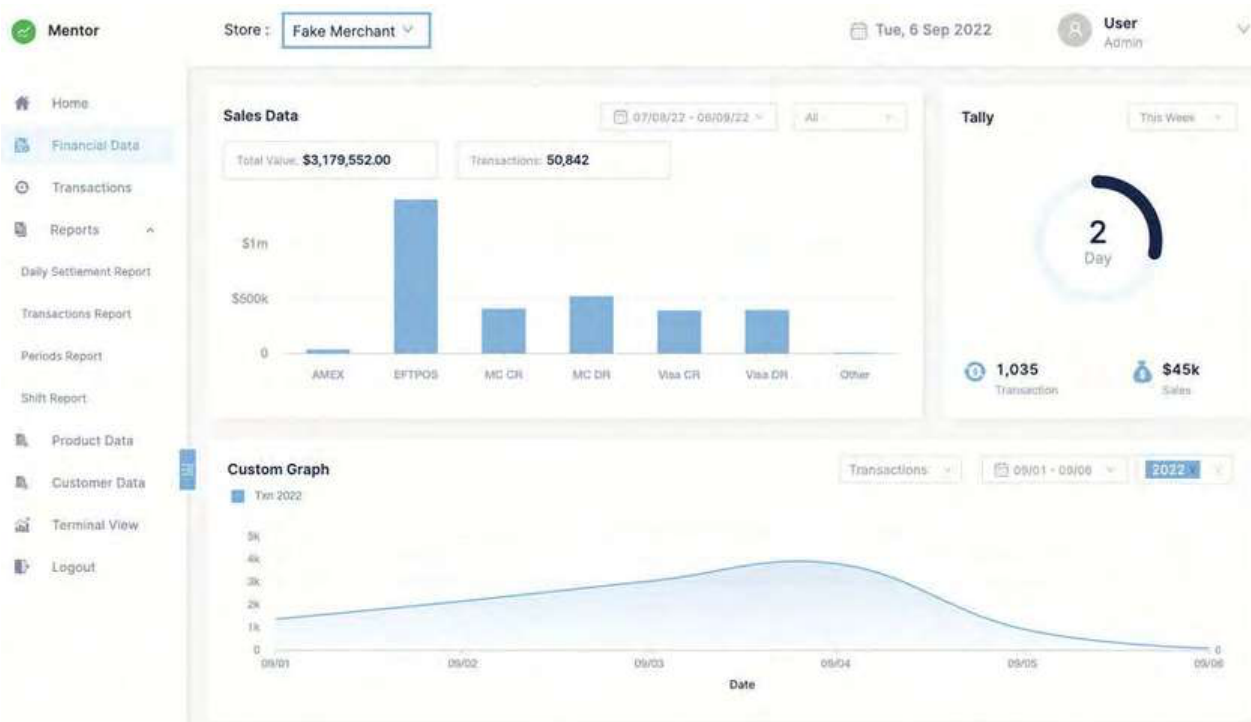 Mentor
Store : Fake Merchant
Tue, 6 Sep 2022
User
Admin
Home
Financial Data
Transactions
Reports
Daily Settlement Report
Transactions Report
Periods Report
Shift Report
Product Data
Customer Data
Terminal View
Logout
Sales Data
07/08/22 - 06/09/22
All
Total Value: $3,179,552.00
Transactions: 50,842
$1m
$500k
0
AMEX EFTPOS MC CR MC DR Visa CR Visa DR Other
Tally
This Week
2
Day
1,035
Transaction
$45k
Sales
Custom Graph
Transactions
09/01 - 09/06
2022
Txn 2022
5k
4k
3k
2k
1k
0
0
09/01 09/02 09/03 09/04 09/05 09/06
Date